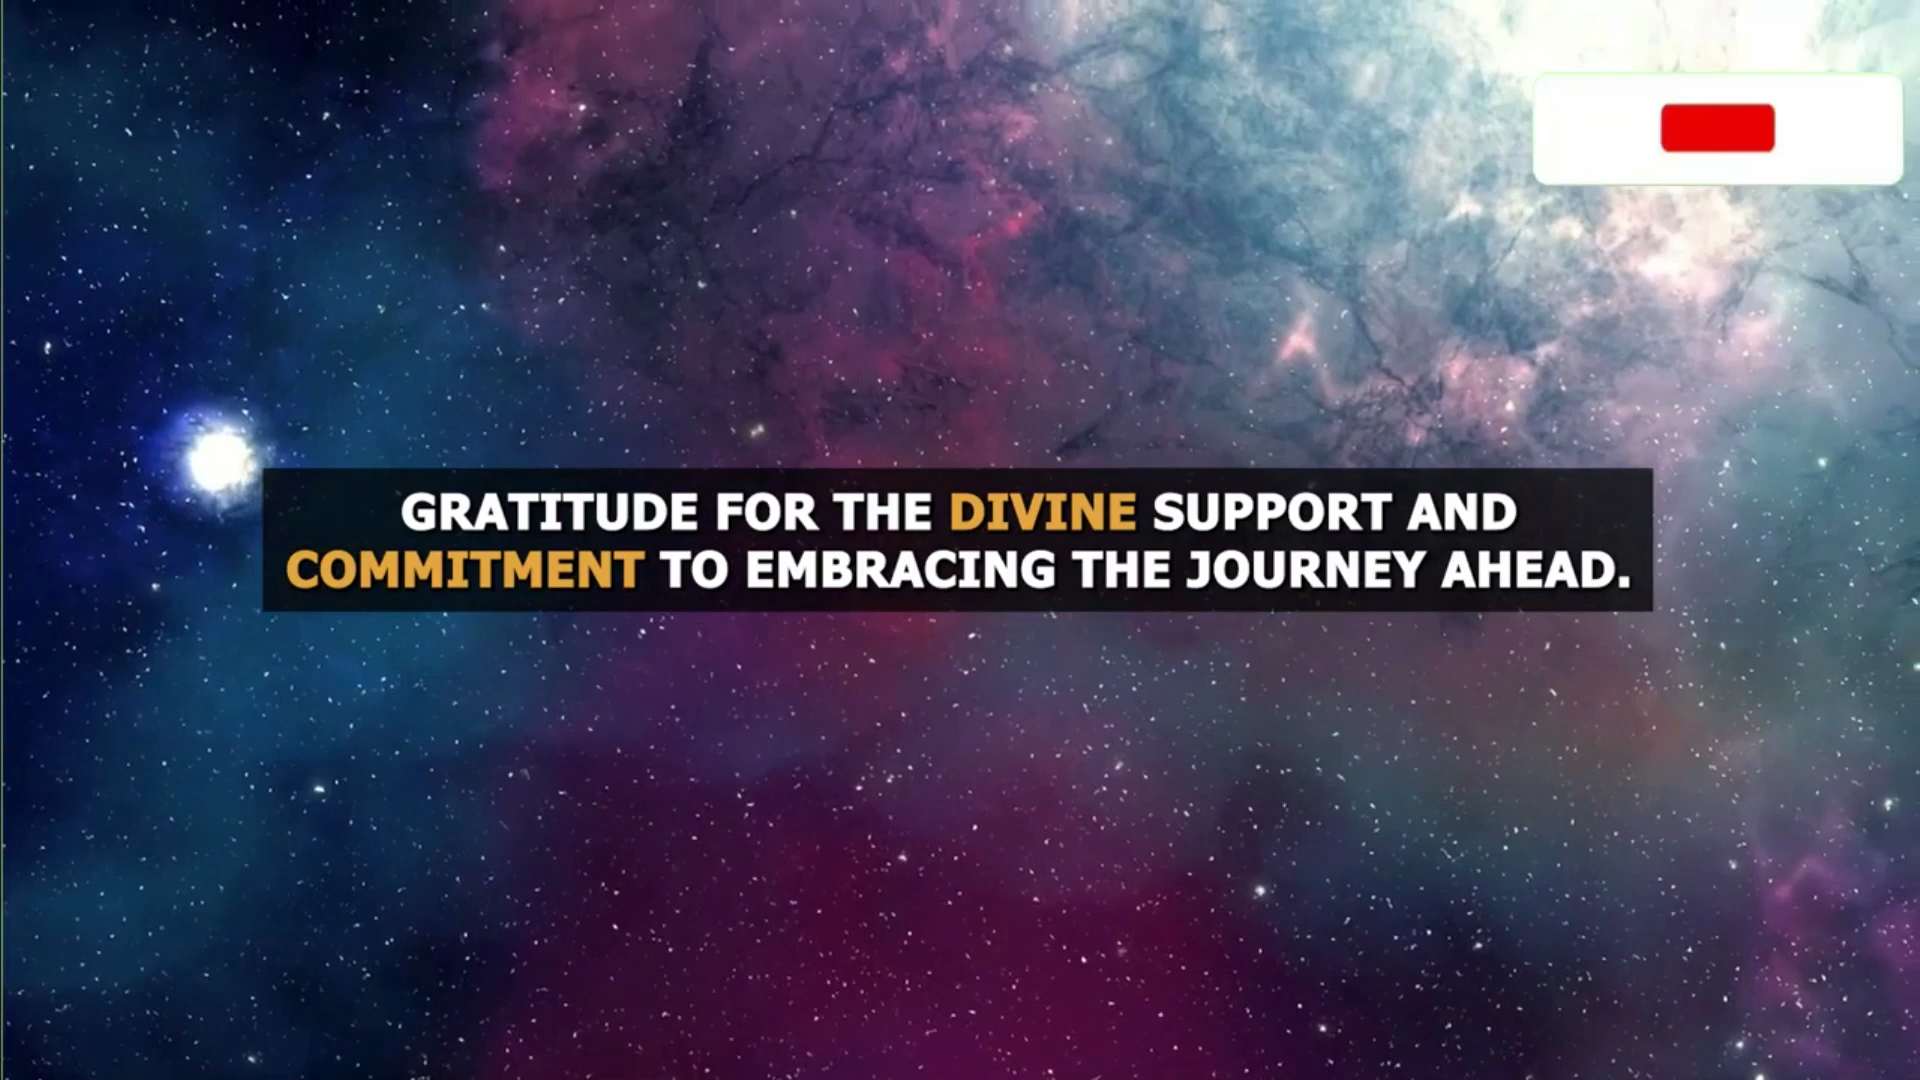 GRATITUDE FOR THE DIVINE SUPPORT AND
COMMITMENT TO EMBRACING THE JOURNEY AHEAD.